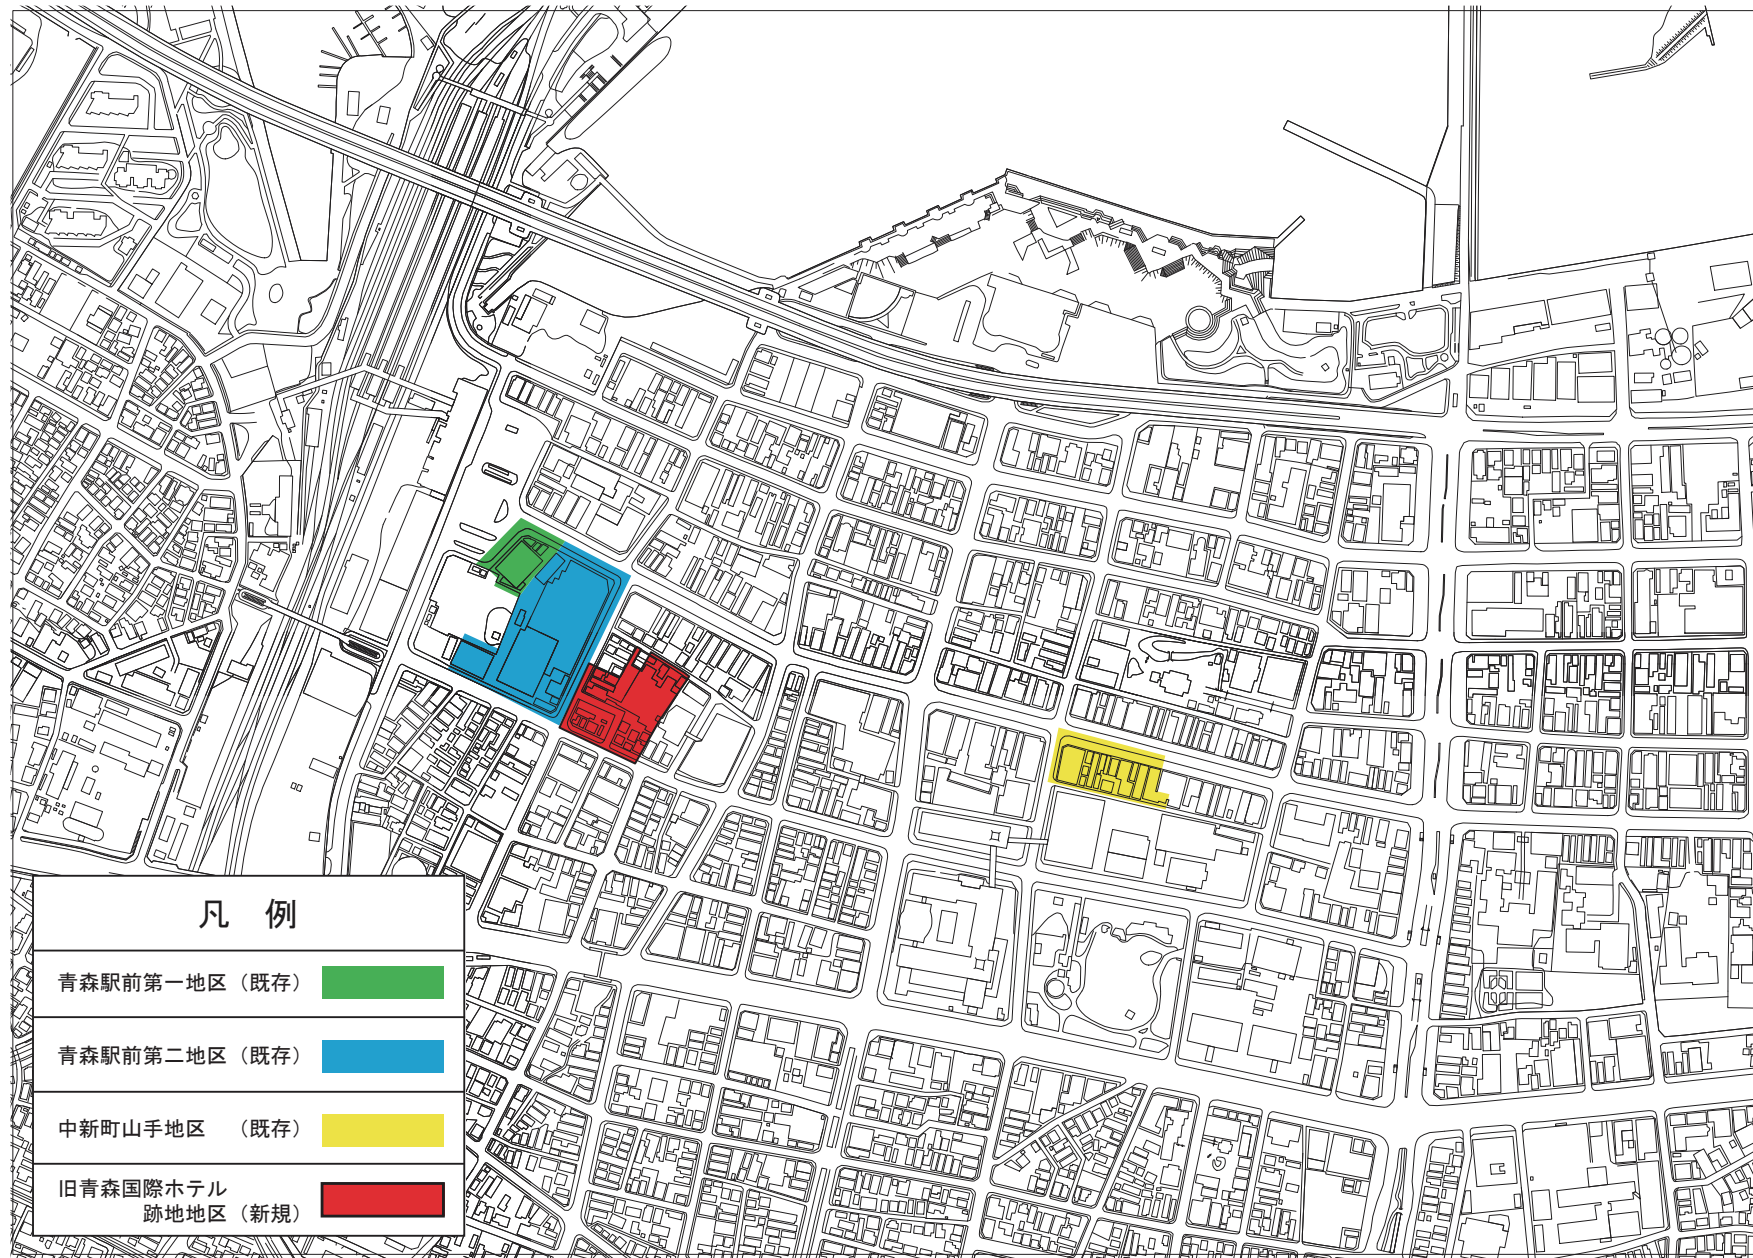 凡 例
青森駅前第一地区（既存）
青森駅前第二地区（既存）
中新町山手地区 （既存）
旧青森国際ホテル
跡地地区（新規）